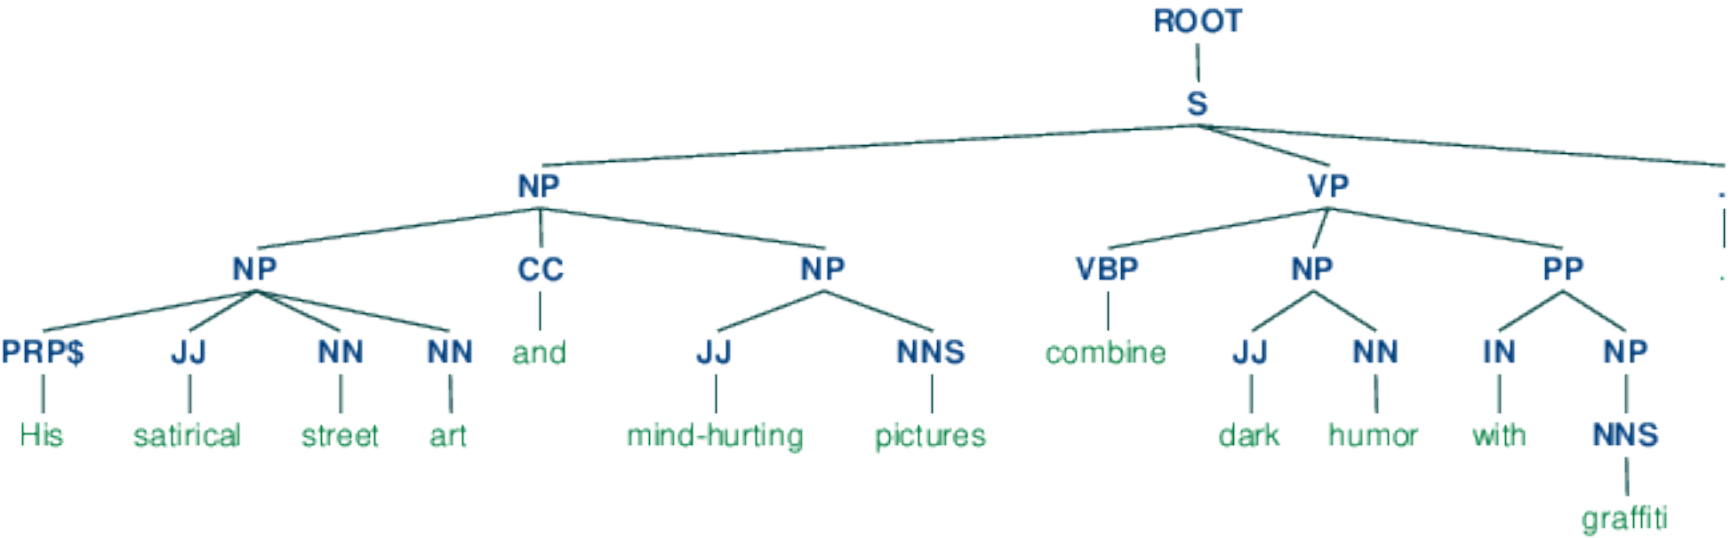 ROOT
S
NP VP .
NP CC NP VBP NP PP .
PRP$ JJ NN NN and JJ NNS combine JJ NN IN NP
His satirical street art mind-hurting pictures dark humor with NNS
graffiti